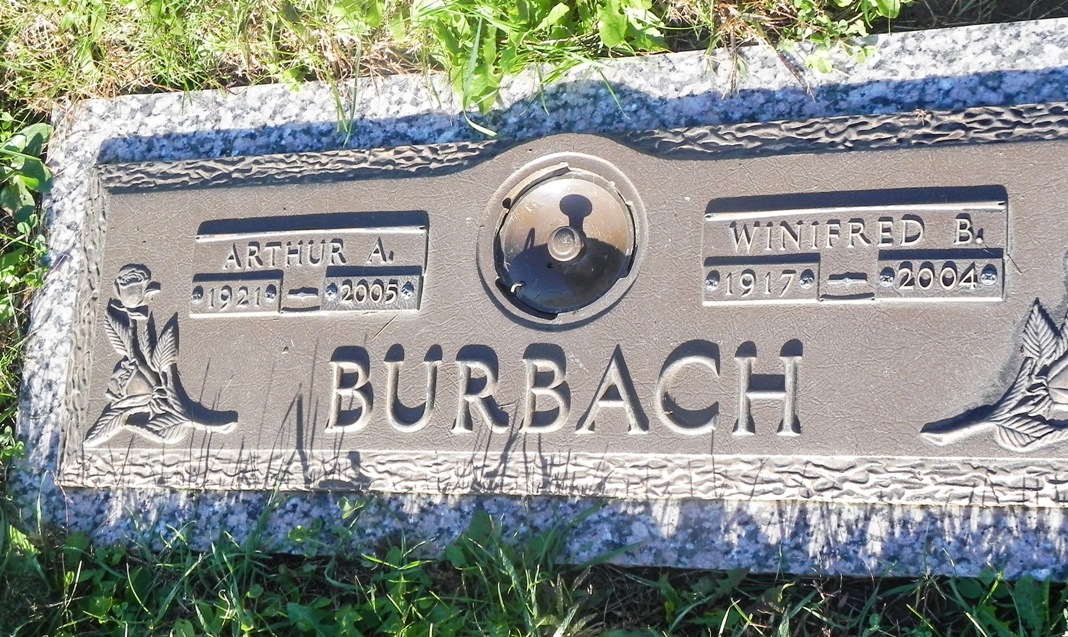 ARTHUR A.
1921 — 2005
WINIFRED B.
1917 — 2004
BURBACH